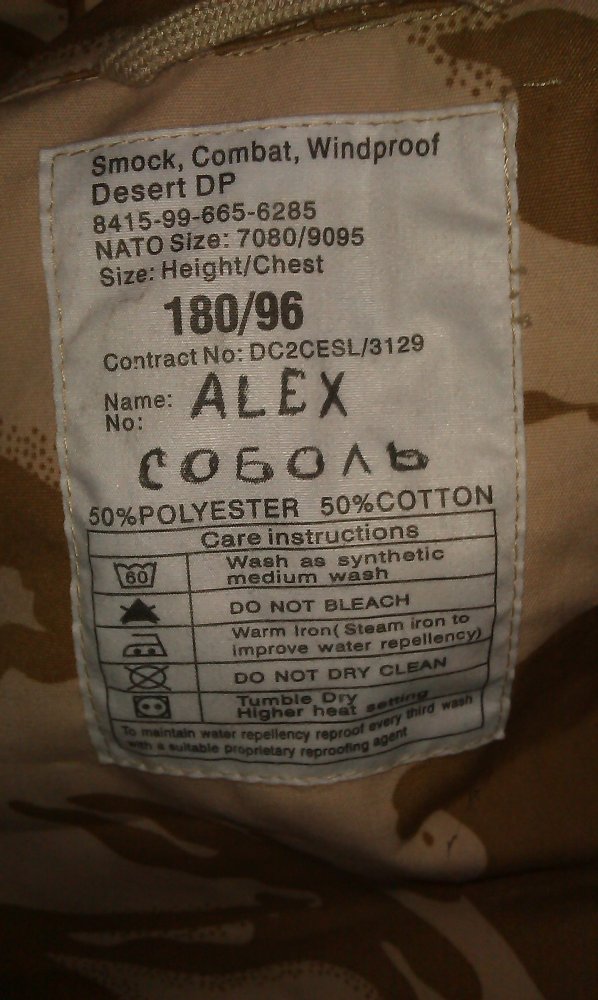 Smock, Combat, Windproof
Desert DP
8415-99-665-6285
NATO Size: 7080/9095
Size: Height/Chest
180/96
Contract No: DC2CESL/3129
Name: ALEX
No:
СОБОЛЬ
50%POLYESTER 50%COTTON
Care instructions
60 Wash as synthetic
medium wash
DO NOT BLEACH
Warm Iron( Steam iron to
improve water repellency)
DO NOT DRY CLEAN
Tumble Dry
Higher heat setting
To maintain water repellency reproof every third wash
with a suitable proprietary reproofing agent